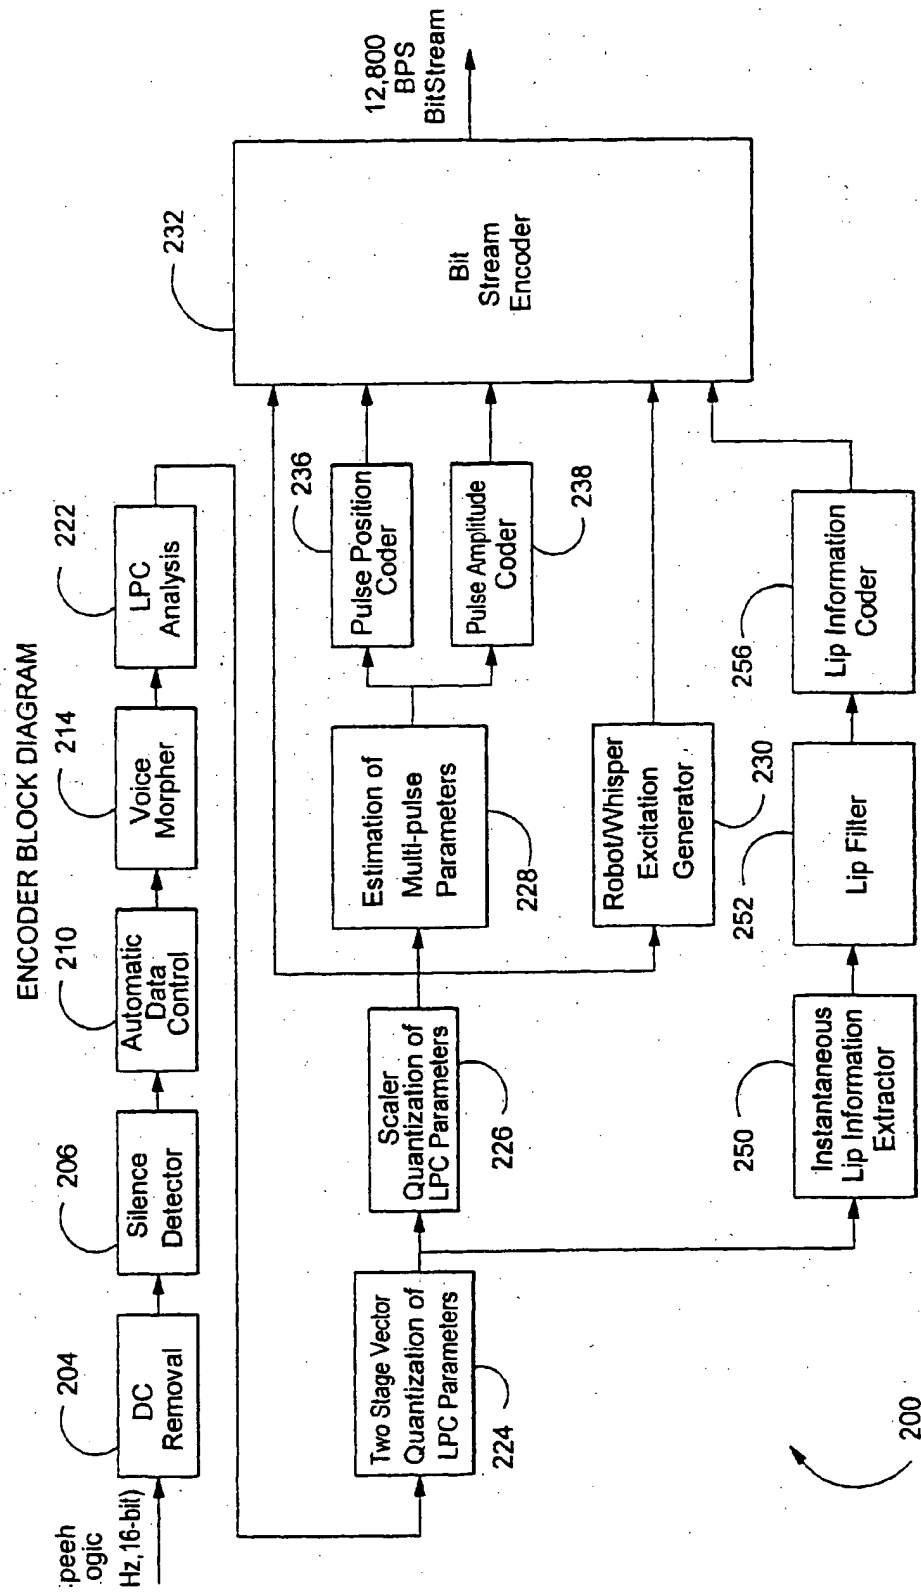 ENCODER BLOCK DIAGRAM
Hz, 16-bit)
204
DC
Removal
206
Silence
Detector
210
Automatic
Data
Control
214
Voice
Morpher
222
LPC
Analysis
Two Stage Vector
Quantization of
LPC Parameters
224
Scaler
Quantization of
LPC Parameters
226
Estimation of
Multi-pulse
Parameters
228
236
Pulse Position
Coder
Pulse Amplitude
Coder
238
Robot/Whisper
Excitation
Generator
230
232
Bit
Stream
Encoder
12,800
BPS
BitStream
250
Instantaneous
Lip Information
Extractor
252
Lip Filter
256
Lip Information
Coder
200